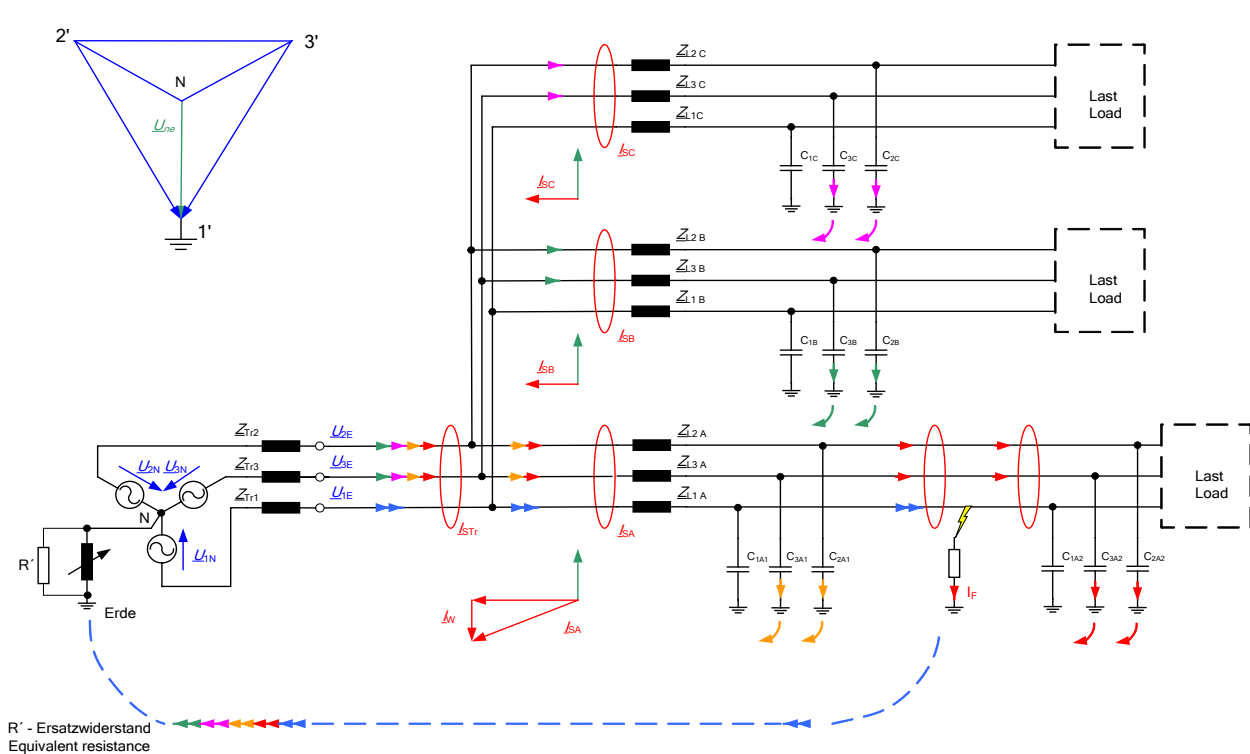 2'
3'
N
Une
1'
ZL2 C
ZL3 C
ZL1C
ISC
ISC
C1C
C3C
C2C
Last
Load
ZL2 B
ZL3 B
ZL1 B
ISB
ISB
C1B
C3B
C2B
Last
Load
ZTr2
U2E
ZTr3
U3E
ZTr1
U1E
U2N
U3N
N
U1N
R´
Erde
ISTr
ISA
ZL2 A
ZL3 A
ZL1 A
IW
ISA
C1A1
C3A1
C2A1
IF
C1A2
C3A2
C2A2
Last
Load
R´ - Ersatzwiderstand
Equivalent resistance